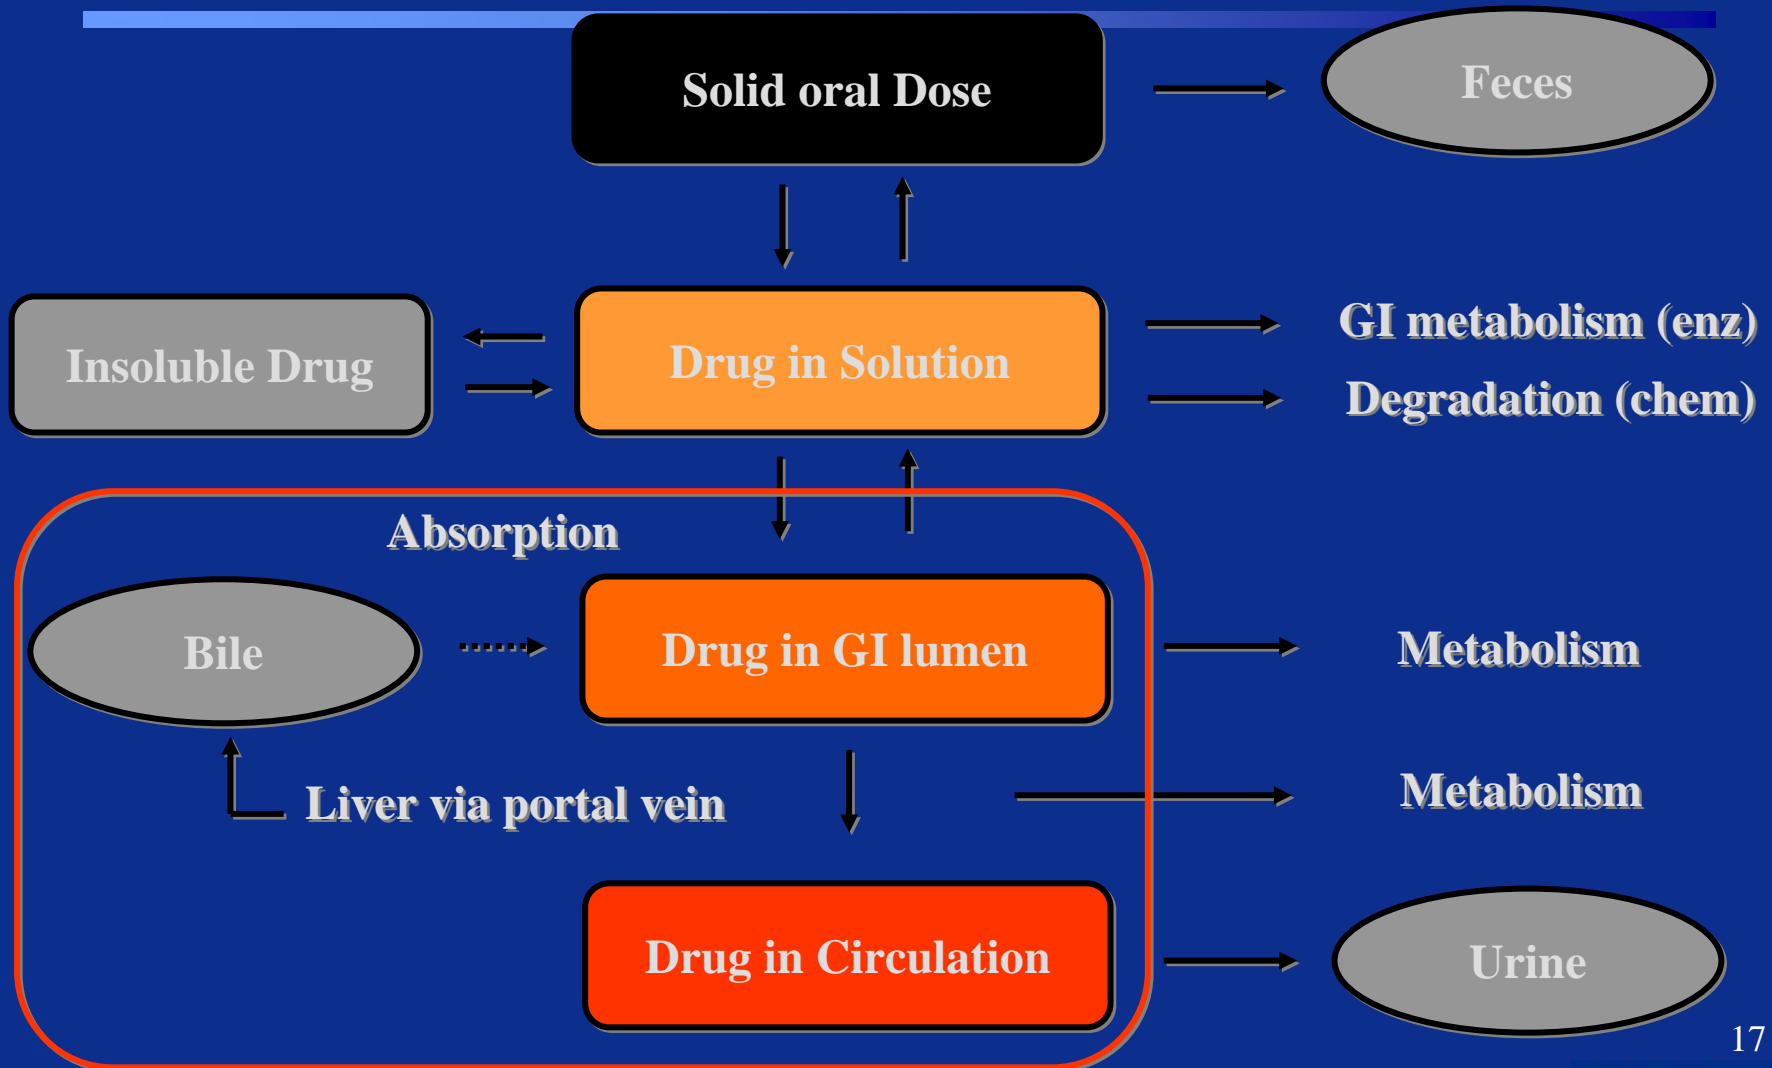 Solid oral Dose
Feces
Insoluble Drug
Drug in Solution
GI metabolism (enz)
Degradation (chem)
Absorption
Bile
Drug in GI lumen
Metabolism
Liver via portal vein
Metabolism
Drug in Circulation
Urine
17